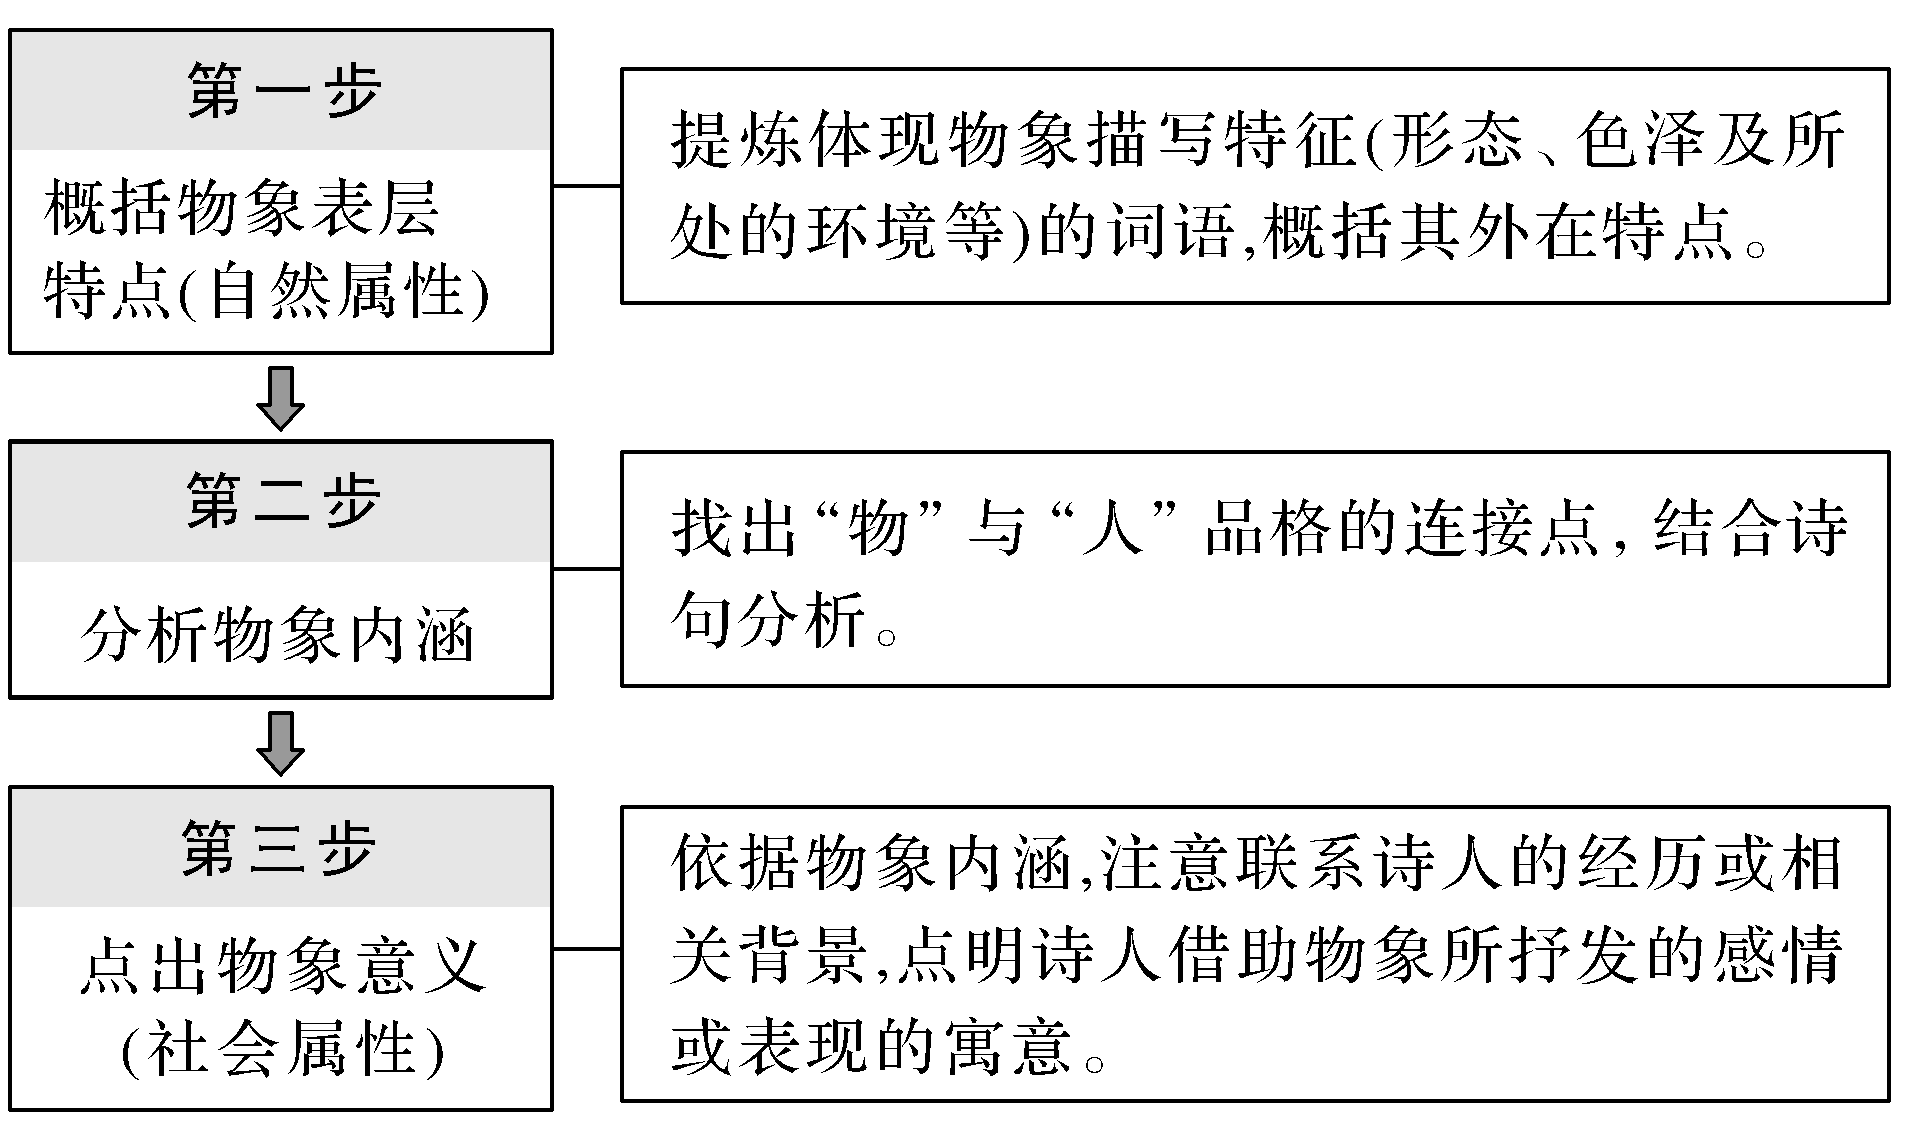 第一步
概括物象表层
特点(自然属性)
提炼体现物象描写特征(形态、色泽及所
处的环境等)的词语,概括其外在特点。
第二步
分析物象内涵
找出“物”与“人”品格的连接点,结合诗
句分析。
第三步
点出物象意义
(社会属性)
依据物象内涵,注意联系诗人的经历或相
关背景,点明诗人借助物象所抒发的感情
或表现的寓意。